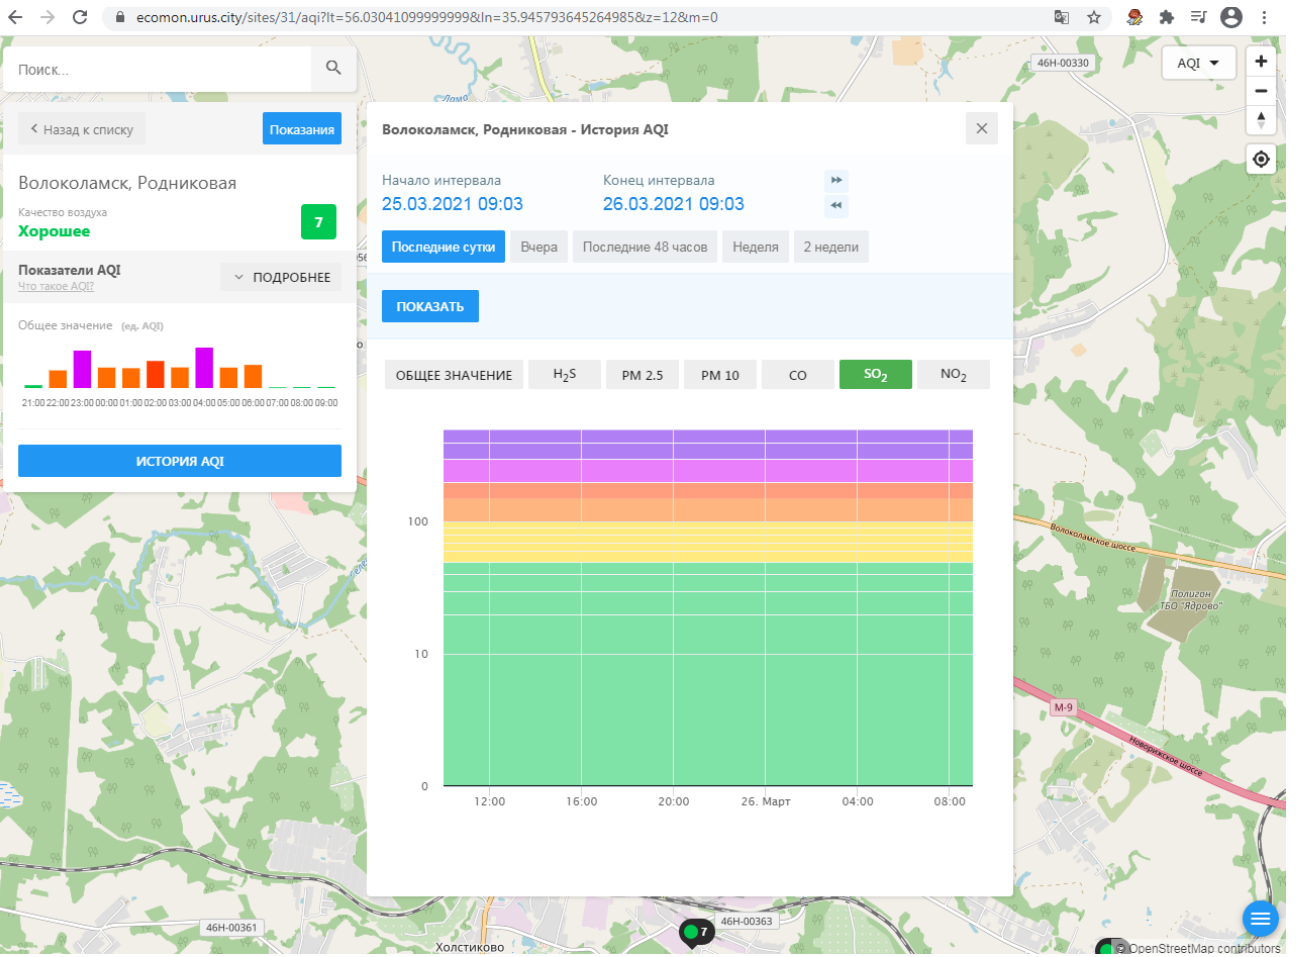 ecomon.urus.city/sites/31/aqi?lt=56.03041099999999&ln=35.945793645264985&z=12&m=0
Поиск...
46Н-00330
AQI
Лама
Назад к списку
Показания
Волоколамск, Родниковая - История AQI
Волоколамск, Родниковая
Качество воздуха
Хорошее
7
Начало интервала
Конец интервала
25.03.2021 09:03
26.03.2021 09:03
Последние сутки
Вчера
Последние 48 часов
Неделя
2 недели
Показатели AQI
Что такое AQI?
ПОДРОБНЕЕ
ПОКАЗАТЬ
Общее значение (ед. AQI)
21:00 22:00 23:00 00:00 01:00 02:00 03:00 04:00 05:00 06:00 07:00 08:00 09:00
ИСТОРИЯ AQI
ОБЩЕЕ ЗНАЧЕНИЕ
H2S
PM 2.5
PM 10
CO
SO2
NO2
100
10
0
12:00
16:00
20:00
26. Март
04:00
08:00
Волоколамское шоссе
Полигон
ТБО "Ядрово"
М-9
Новорижское шоссе
46Н-00361
46Н-00363
7
Холстиково
© OpenStreetMap contributors